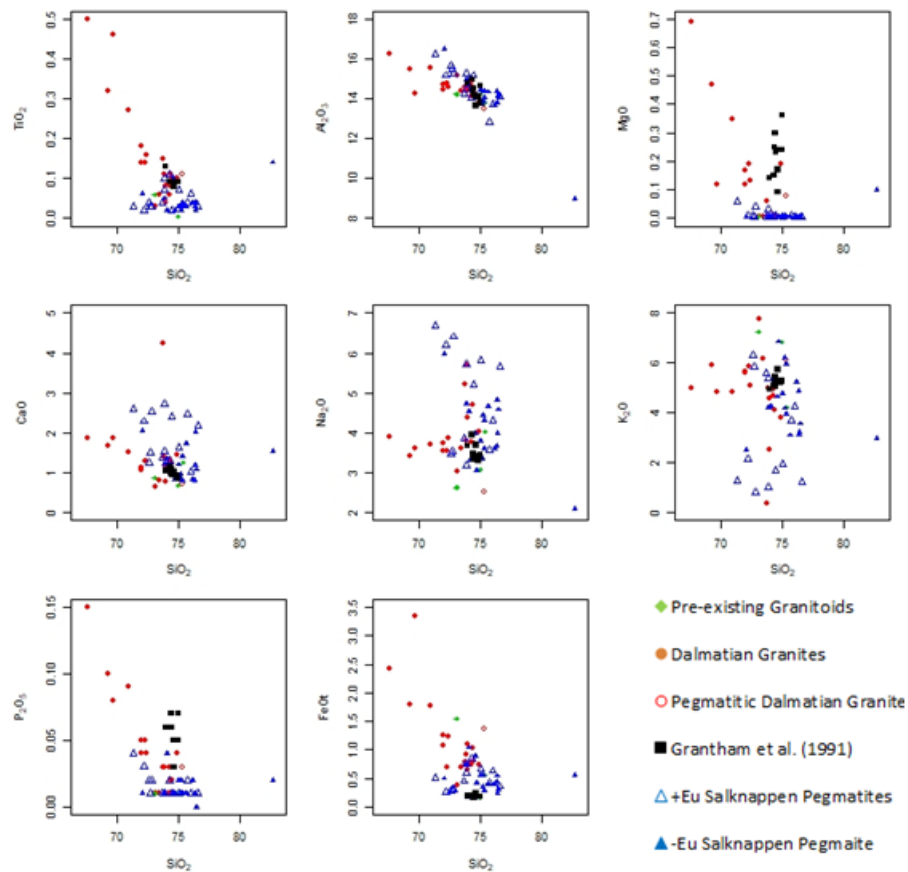 TiO₂
0.0 0.1 0.2 0.3 0.4 0.5
70 75 80
SiO₂
Al₂O₃
8 10 12 14 16 18
70 75 80
SiO₂
MgO
0.0 0.1 0.2 0.3 0.4 0.5 0.6 0.7
70 75 80
SiO₂
CaO
0 1 2 3 4 5
70 75 80
SiO₂
Na₂O
2 3 4 5 6 7
70 75 80
SiO₂
K₂O
0 2 4 6 8
70 75 80
SiO₂
P₂O₅
0.00 0.05 0.10 0.15
70 75 80
SiO₂
FeOt
0.0 0.5 1.0 1.5 2.0 2.5 3.0 3.5
70 75 80
SiO₂
Pre-existing Granitoids
Dalmatian Granites
Pegmatitic Dalmatian Granite
Grantham et al. (1991)
+Eu Salknappen Pegmatites
-Eu Salknappen Pegmaite